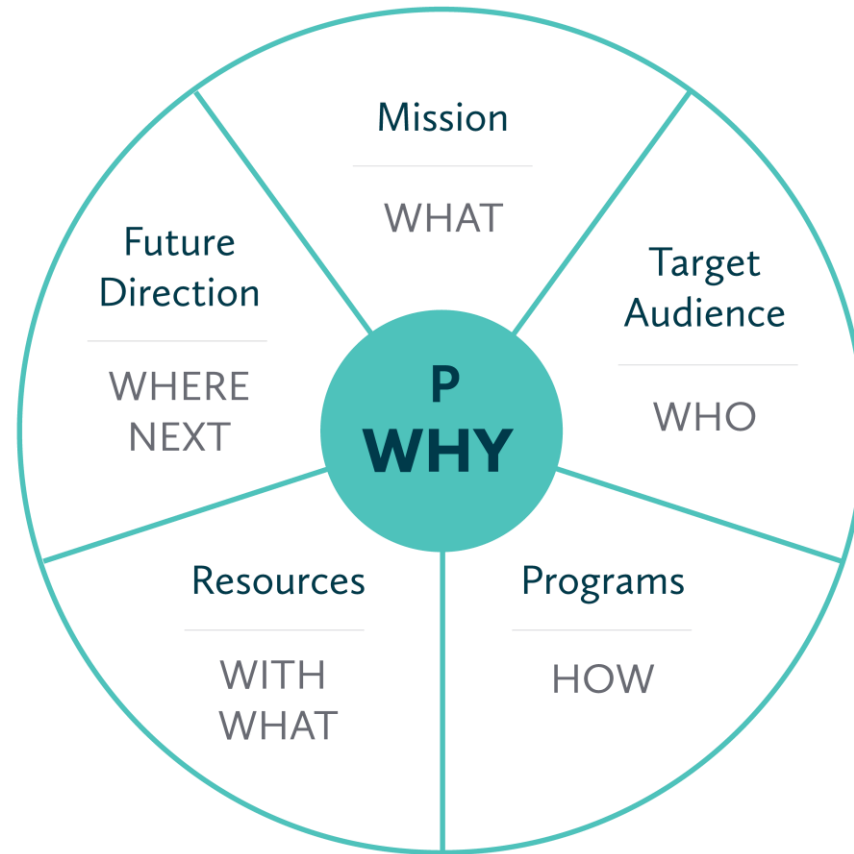 Mission
WHAT
Target
Audience
WHO
Programs
HOW
Resources
WITH
WHAT
Future
Direction
WHERE
NEXT
P
WHY